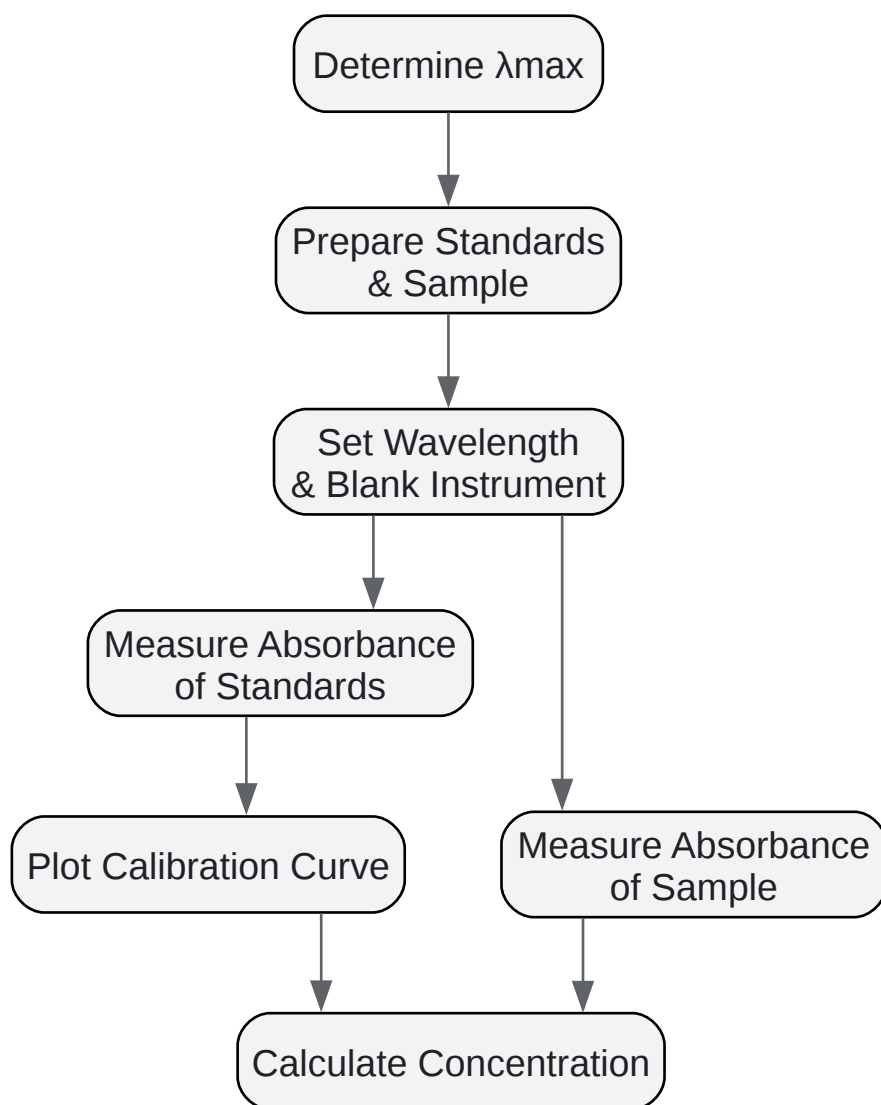 Determine λmax
Prepare Standards
& Sample
Set Wavelength
& Blank Instrument
Measure Absorbance
of Standards
Plot Calibration Curve
Measure Absorbance
of Sample
Calculate Concentration